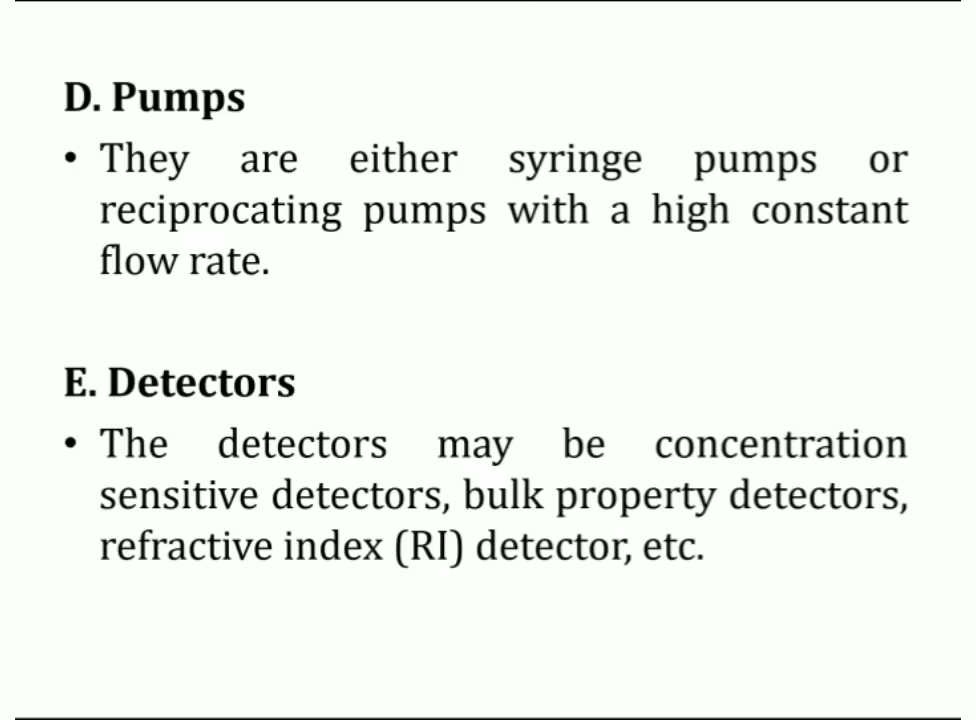 D. Pumps
• They are either syringe pumps or
reciprocating pumps with a high constant
flow rate.
E. Detectors
• The detectors may be concentration
sensitive detectors, bulk property detectors,
refractive index (RI) detector, etc.